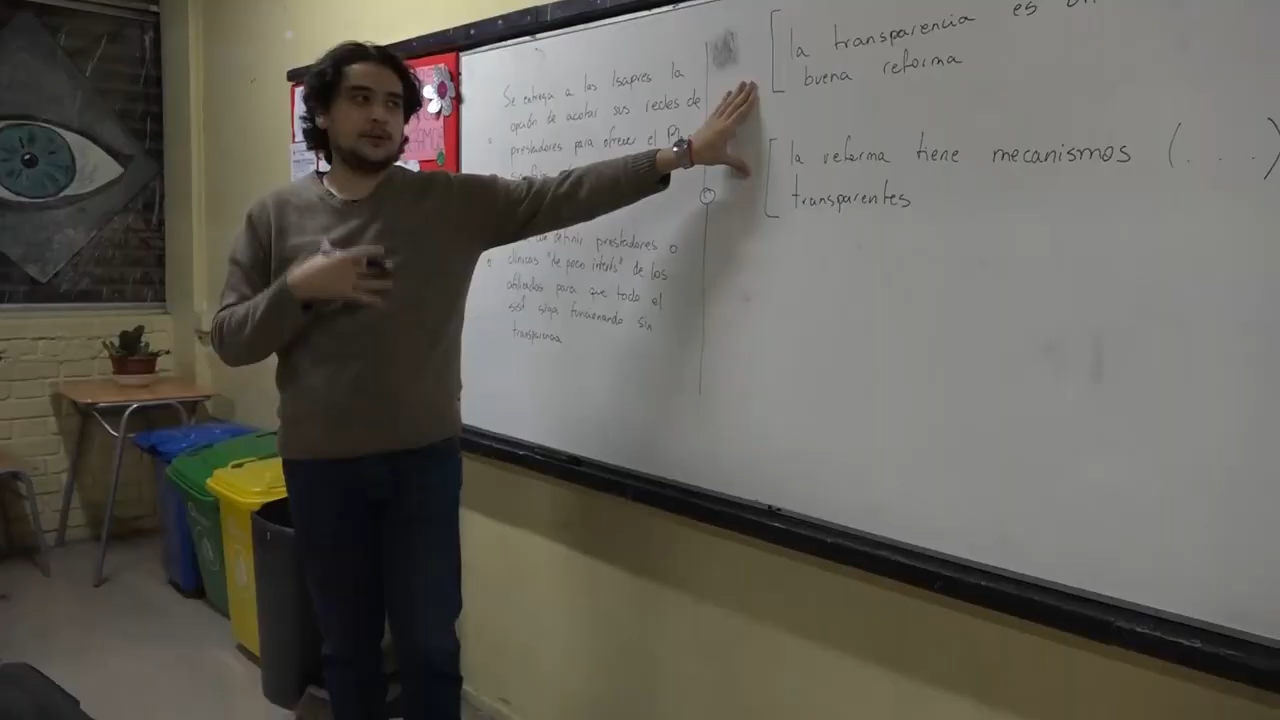 Se entrega a las Isapres la
opción de acotar sus redes de
prestadores para ofrecer el
definir prestadores o
clínicas "de poco interés" de los
afiliados para que todo el
siga funcionando sin
transparencia
la transparencia es
buena reforma
la reforma tiene mecanismos (. . . )
transparentes